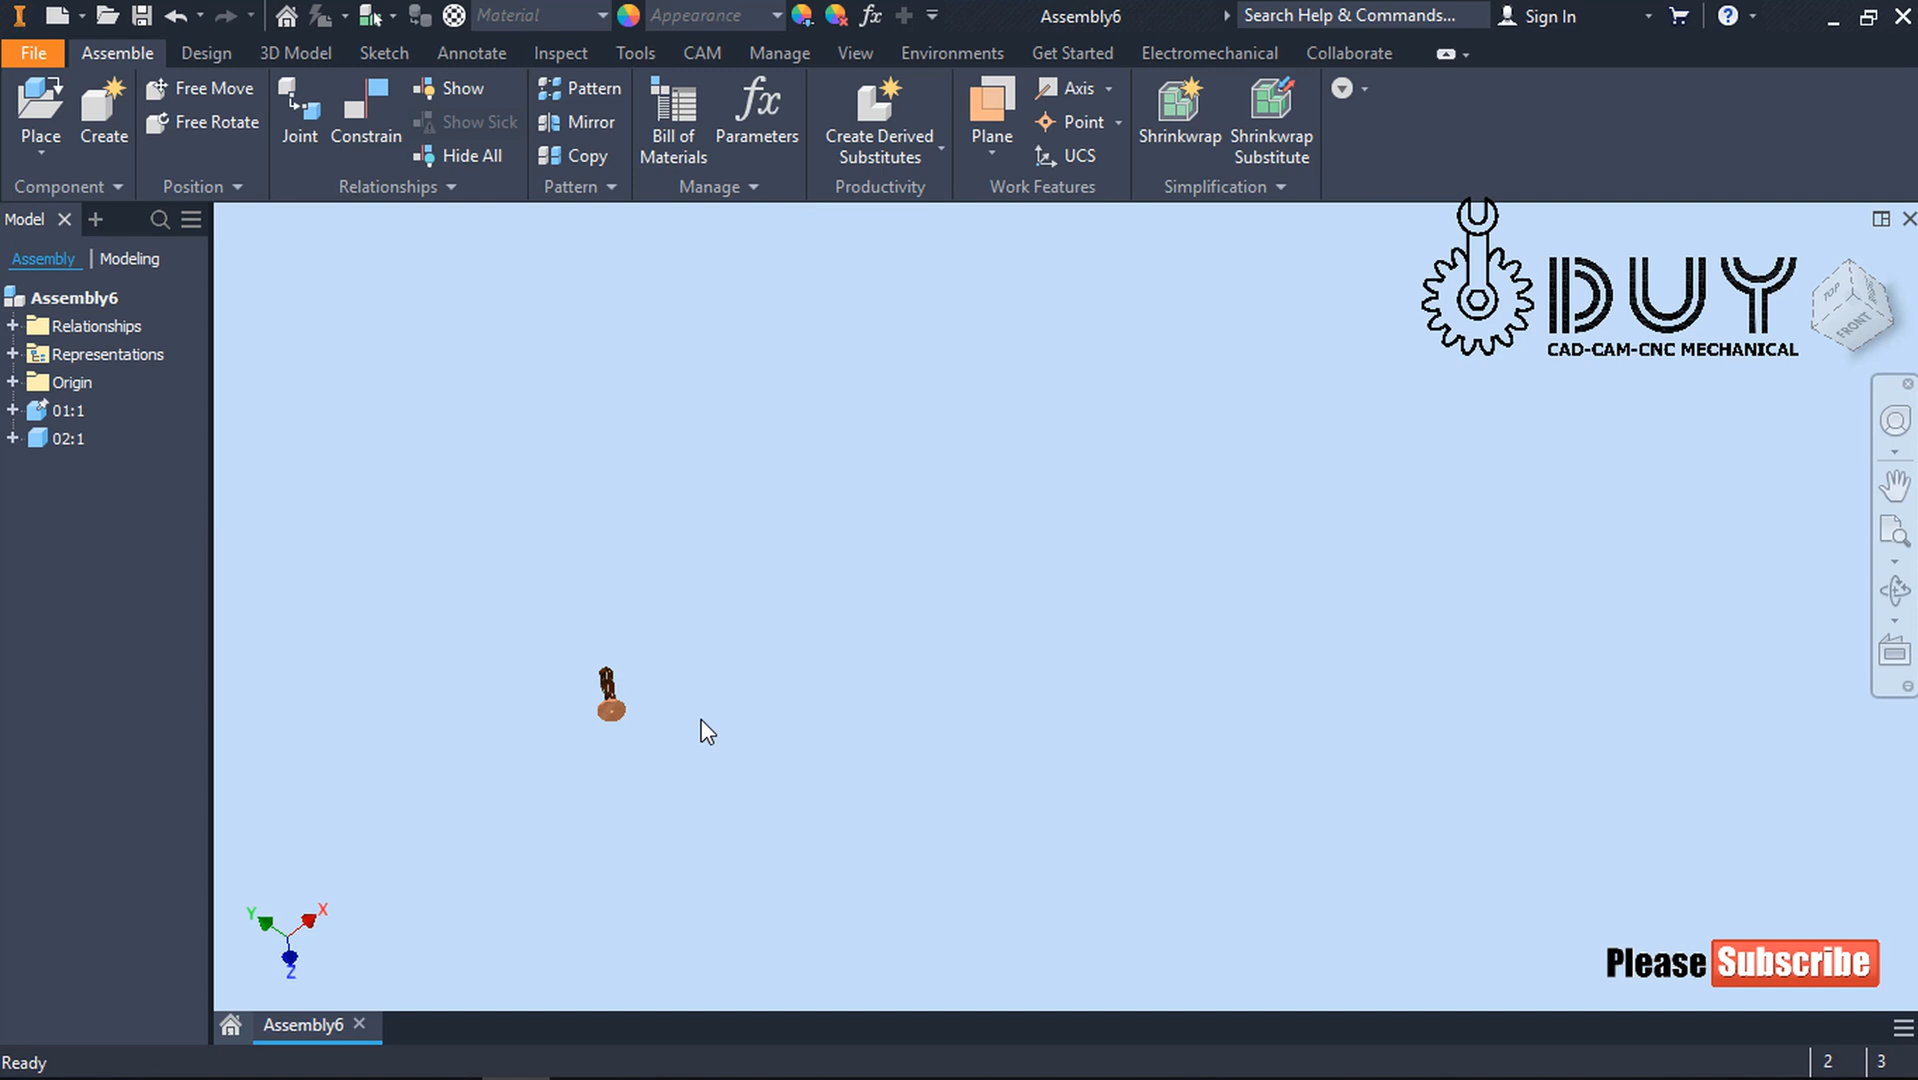 Material
Appearance
Assembly6
Search Help & Commands...
Sign In
File
Assemble
Design
3D Model
Sketch
Annotate
Inspect
Tools
CAM
Manage
View
Environments
Get Started
Electromechanical
Collaborate
Place
Create
Free Move
Free Rotate
Joint
Constrain
Show
Show Sick
Hide All
Pattern
Mirror
Copy
Bill of
Materials
fx
Parameters
Create Derived
Substitutes
Plane
Axis
Point
UCS
Shrinkwrap
Shrinkwrap
Substitute
Component
Position
Relationships
Pattern
Manage
Productivity
Work Features
Simplification
Model
Assembly
Modeling
Assembly6
Relationships
Representations
Origin
01:1
02:1
DUY
CAD-CAM-CNC MECHANICAL
TOP
FRONT
Y
X
Z
Please Subscribe
Assembly6
Ready
2
3